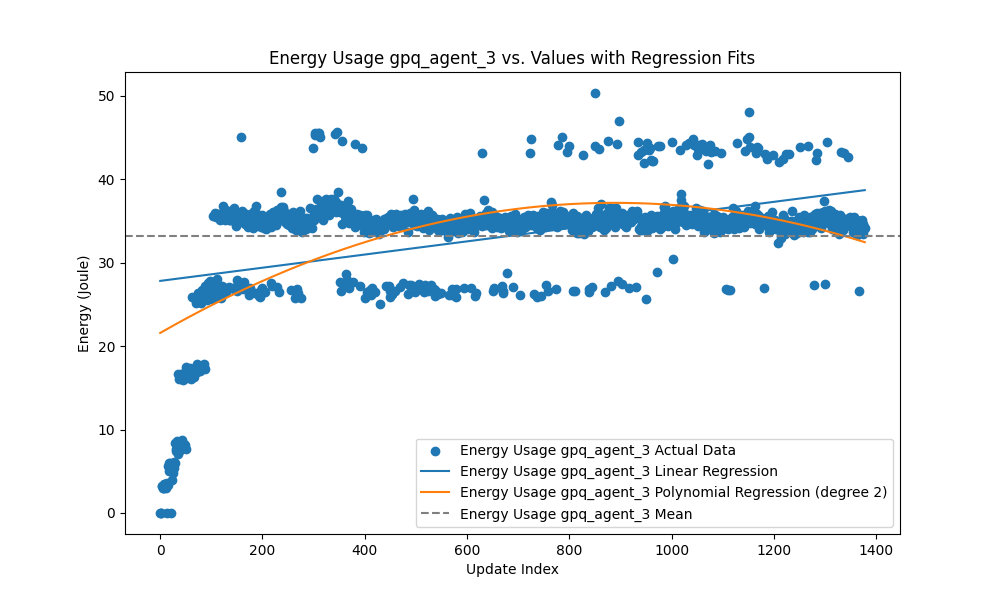 Energy Usage gpq_agent_3 vs. Values with Regression Fits
Energy (Joule)
50
40
30
20
10
0
0 200 400 600 800 1000 1200 1400
Update Index
Energy Usage gpq_agent_3 Actual Data
Energy Usage gpq_agent_3 Linear Regression
Energy Usage gpq_agent_3 Polynomial Regression (degree 2)
Energy Usage gpq_agent_3 Mean